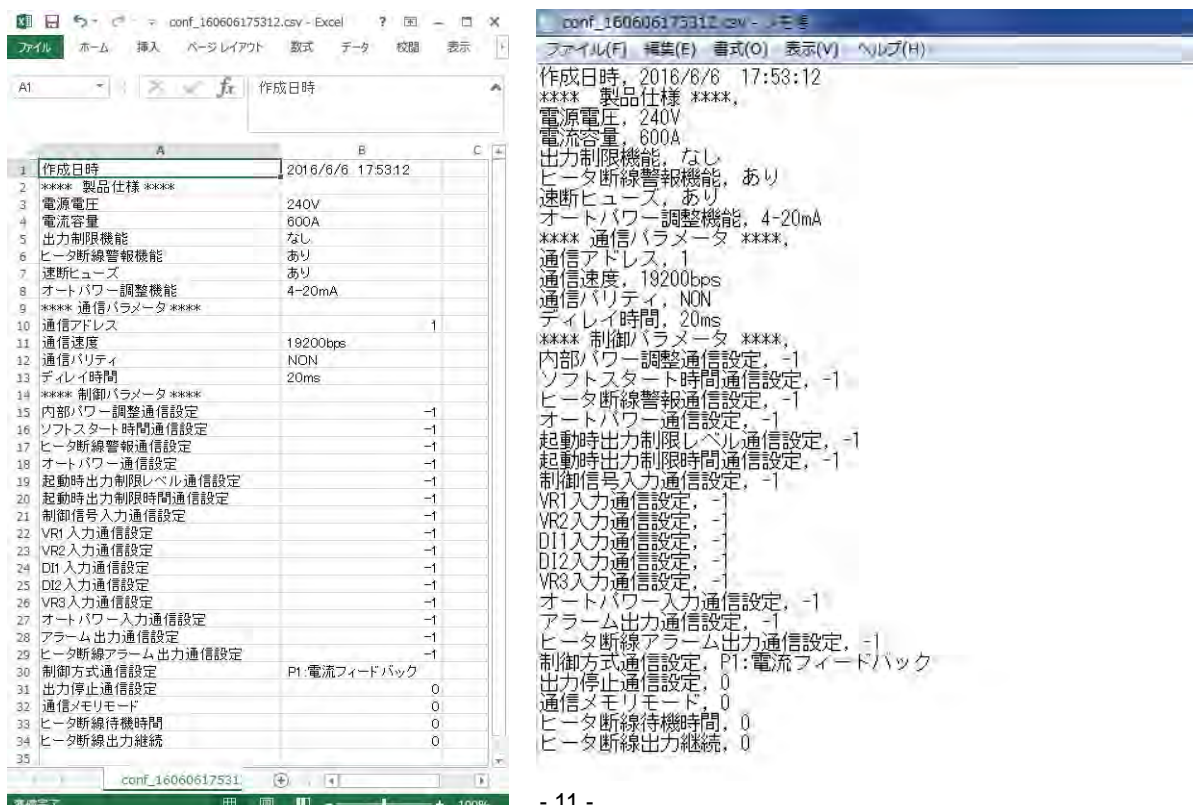 conf_160606175312.csv - Excel
ファイル ホーム 挿入 ページ レイアウト 数式 データ 校閲 表示
A1 fx 作成日時
A B C
1 作成日時 2016/6/6 17:53:12
2 **** 製品仕様 ****
3 電源電圧 240V
4 電流容量 600A
5 出力制限機能 なし
6 ヒータ断線警報機能 あり
7 速断ヒューズ あり
8 オートパワー調整機能 4-20mA
9 **** 通信パラメータ ****
10 通信アドレス 1
11 通信速度 19200bps
12 通信パリティ NON
13 ディレイ時間 20ms
14 **** 制御パラメータ ****
15 内部パワー調整通信設定 -1
16 ソフトスタート時間通信設定 -1
17 ヒータ断線警報通信設定 -1
18 オートパワー通信設定 -1
19 起動時出力制限レベル通信設定 -1
20 起動時出力制限時間通信設定 -1
21 制御信号入力通信設定 -1
22 VR1入力通信設定 -1
23 VR2入力通信設定 -1
24 DI1入力通信設定 -1
25 DI2入力通信設定 -1
26 VR3入力通信設定 -1
27 オートパワー入力通信設定 -1
28 アラーム出力通信設定 -1
29 ヒータ断線アラーム出力通信設定 -1
30 制御方式通信設定 P1:電流フィードバック
31 出力停止通信設定 0
32 通信メモリモード 0
33 ヒータ断線待機時間 0
34 ヒータ断線出力継続 0
35
conf_16060617531
準備完了 100%
conf_160606175312.csv - メモ帳
ファイル(F) 編集(E) 書式(O) 表示(V) ヘルプ(H)
作成日時, 2016/6/6 17:53:12
**** 製品仕様 ****,
電源電圧, 240V
電流容量, 600A
出力制限機能, なし
ヒータ断線警報機能, あり
速断ヒューズ, あり
オートパワー調整機能, 4-20mA
**** 通信パラメータ ****,
通信アドレス, 1
通信速度, 19200bps
通信パリティ, NON
ディレイ時間, 20ms
**** 制御パラメータ ****,
内部パワー調整通信設定, -1
ソフトスタート時間通信設定, -1
ヒータ断線警報通信設定, -1
オートパワー通信設定, -1
起動時出力制限レベル通信設定, -1
起動時出力制限時間通信設定, -1
制御信号入力通信設定, -1
VR1入力通信設定, -1
VR2入力通信設定, -1
DI1入力通信設定, -1
DI2入力通信設定, -1
VR3入力通信設定, -1
オートパワー入力通信設定, -1
アラーム出力通信設定, -1
ヒータ断線アラーム出力通信設定, -1
制御方式通信設定, P1:電流フィードバック
出力停止通信設定, 0
通信メモリモード, 0
ヒータ断線待機時間, 0
ヒータ断線出力継続, 0
- 11 -